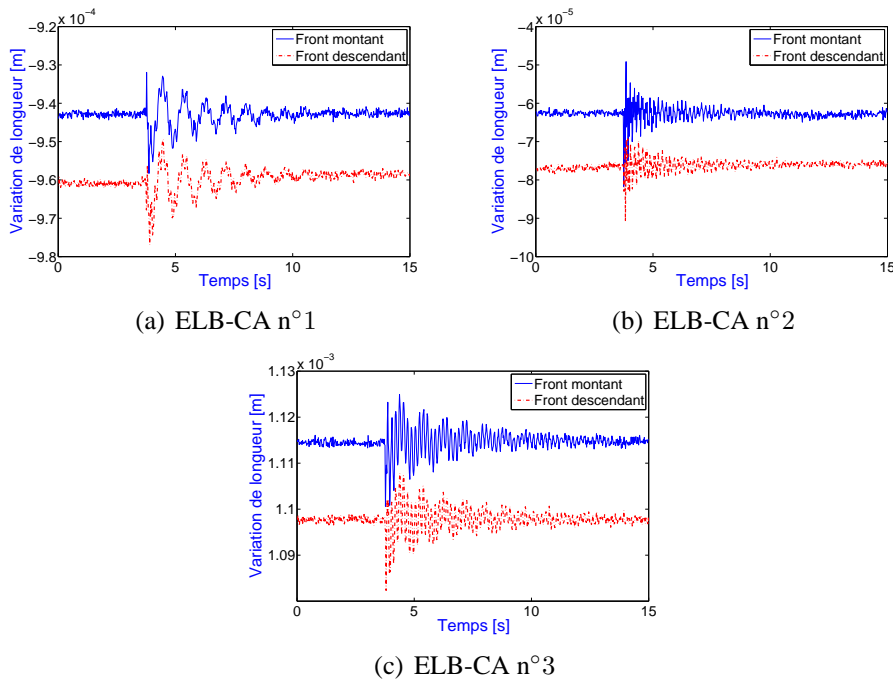 −9.2 x 10⁻⁴
−9.3
−9.4
−9.5
−9.6
−9.7
−9.8
0 5 10 15
Variation de longueur [m]
Temps [s]
Front montant
Front descendant
(a) ELB-CA n°1
−4 x 10⁻⁵
−5
−6
−7
−8
−9
−10
0 5 10 15
Variation de longueur [m]
Temps [s]
Front montant
Front descendant
(b) ELB-CA n°2
1.13 x 10⁻³
1.12
1.115
1.1
1.09
0 5 10 15
Variation de longueur [m]
Temps [s]
Front montant
Front descendant
(c) ELB-CA n°3